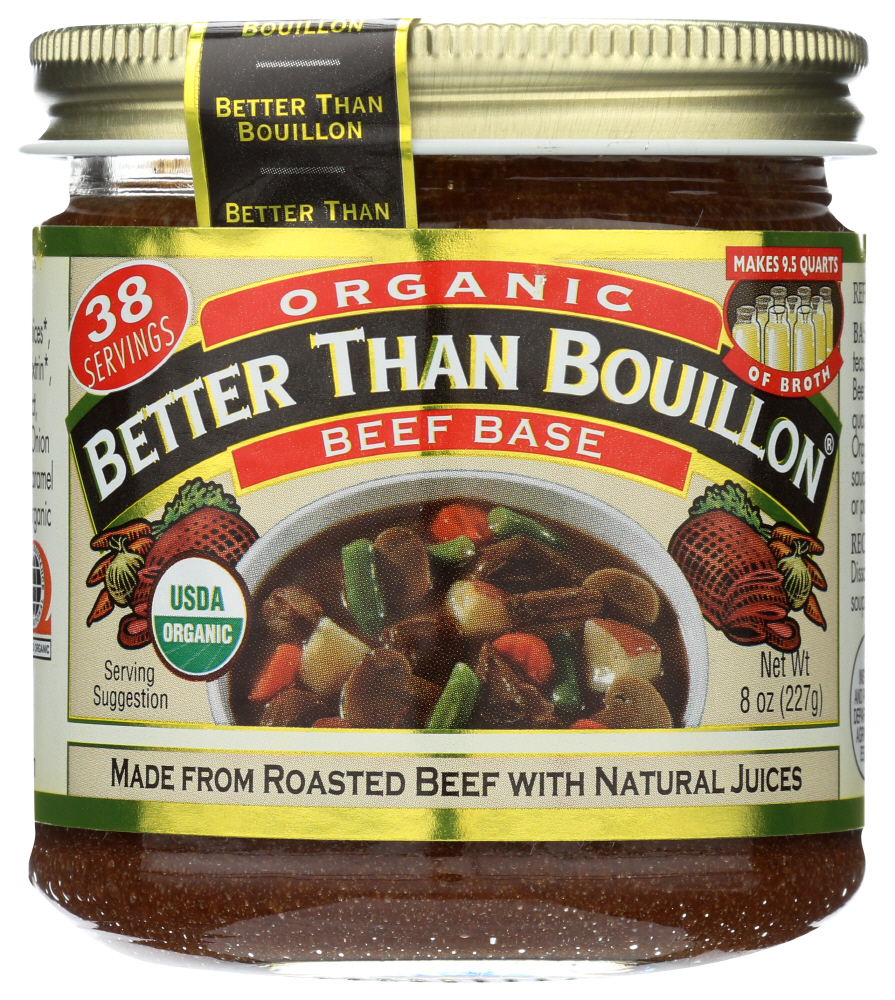 BOUILLON
BETTER THAN
BOUILLON
BETTER THAN
38
SERVINGS
ORGANIC
BETTER THAN BOUILLON®
BEEF BASE
MAKES 9.5 QUARTS
OF BROTH
USDA
ORGANIC
Serving
Suggestion
Net Wt
8 oz (227g)
MADE FROM ROASTED BEEF WITH NATURAL JUICES